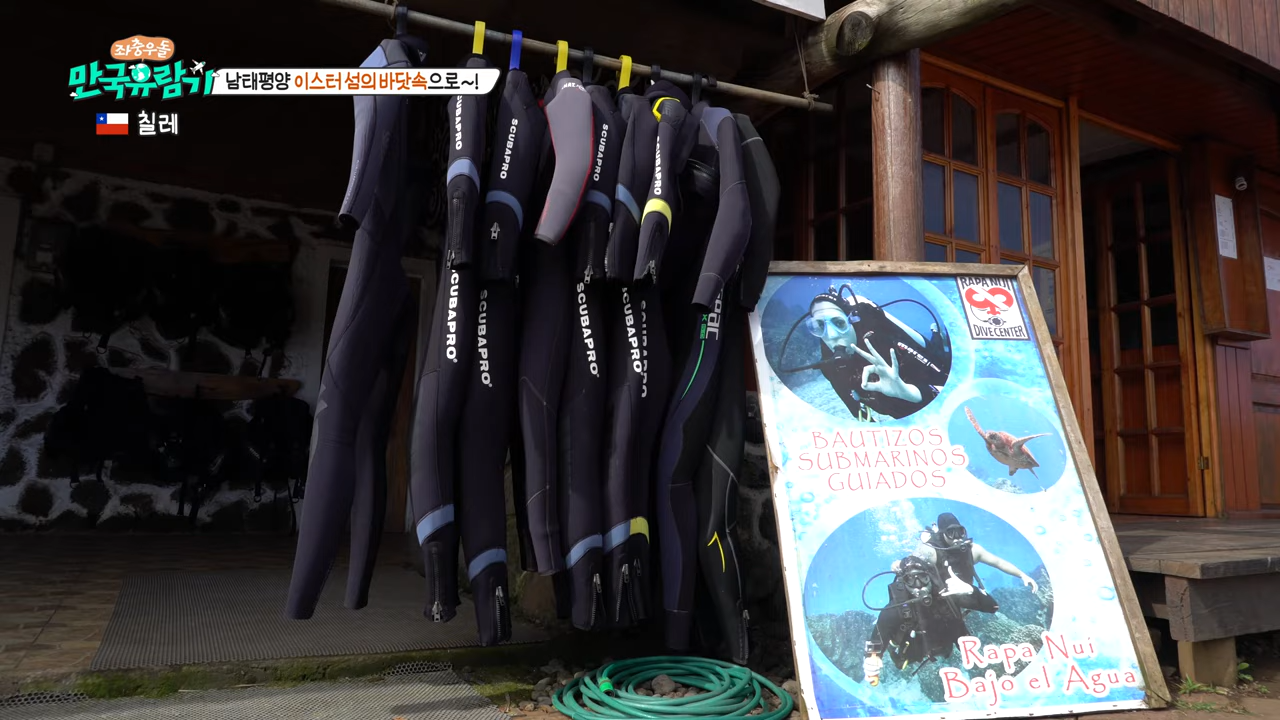 좌충우돌
만국유람기
남태평양 이스터 섬의 바닷속으로~!
칠레
SCUBAPRO
SCUBAPRO
SCUBAPRO
SCUBAPRO
SCUBAPRO
SCUBAPRO
SCUBAPRO
SCUBAPRO
SCUBAPRO
RAPA NUI
DIVE CENTER
BAUTIZOS
SUBMARINOS
GUIADOS
Rapa Nui
Bajo el Agua